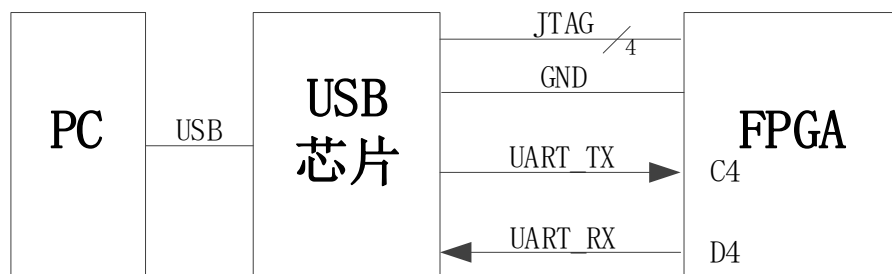 PC
USB
USB
芯片
JTAG
4
GND
UART_TX
UART_RX
FPGA
C4
D4